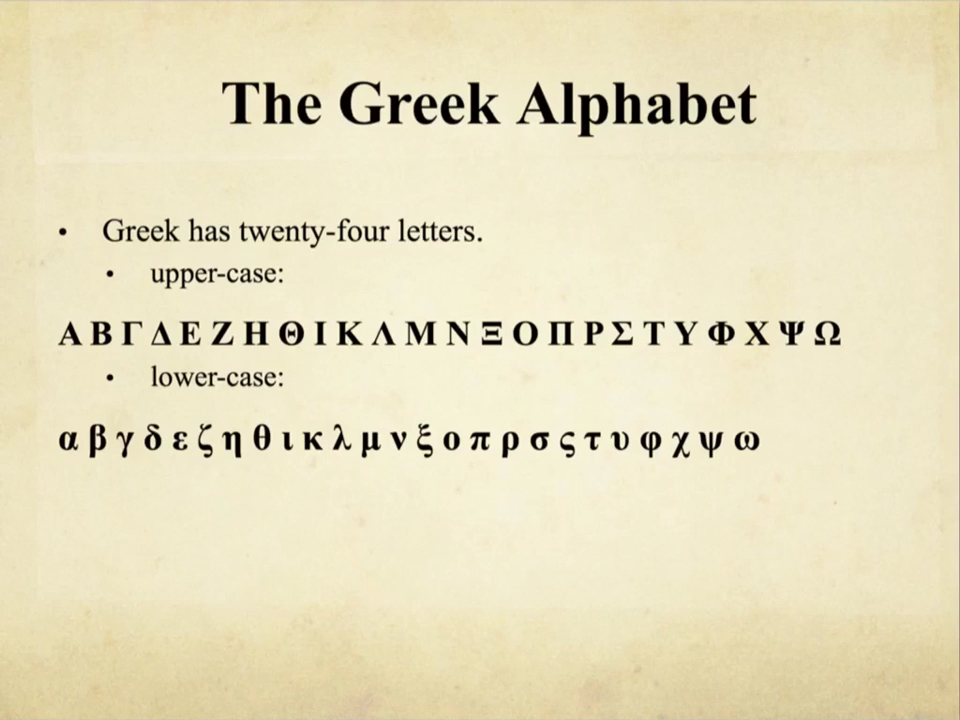 The Greek Alphabet
• Greek has twenty-four letters.
• upper-case:
Α Β Γ Δ Ε Ζ Η Θ Ι Κ Λ Μ Ν Ξ Ο Π Ρ Σ Τ Υ Φ Χ Ψ Ω
• lower-case:
α β γ δ ε ζ η θ ι κ λ μ ν ξ ο π ρ σ ς τ υ φ χ ψ ω